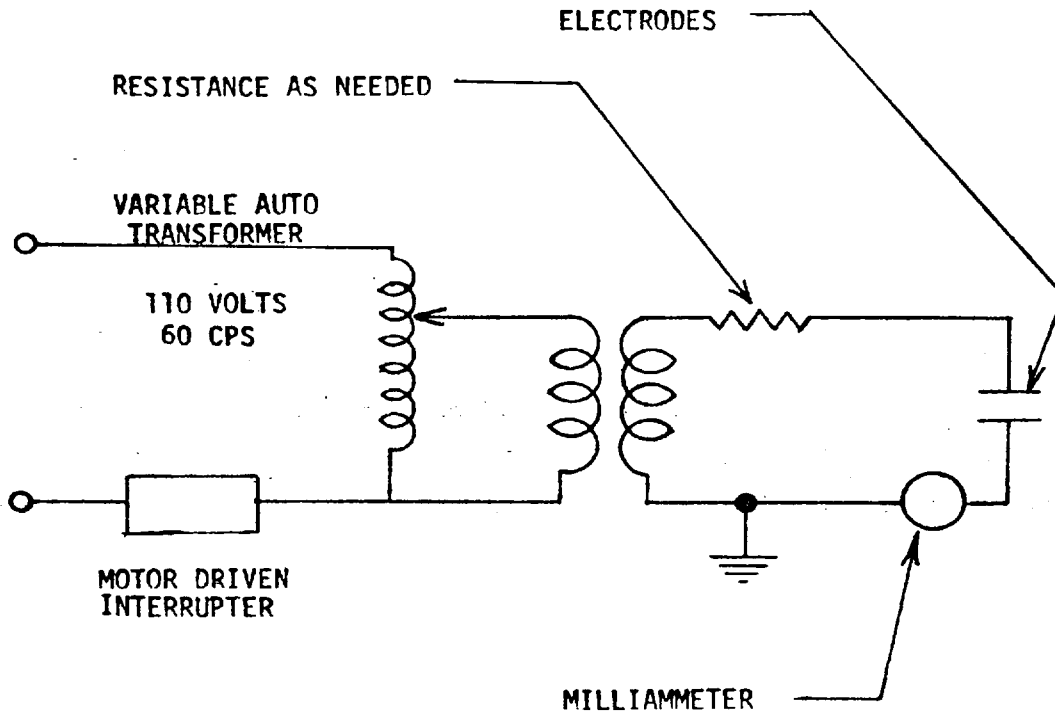 ELECTRODES
RESISTANCE AS NEEDED
VARIABLE AUTO
TRANSFORMER
110 VOLTS
60 CPS
MOTOR DRIVEN
INTERRUPTER
MILLIAMMETER